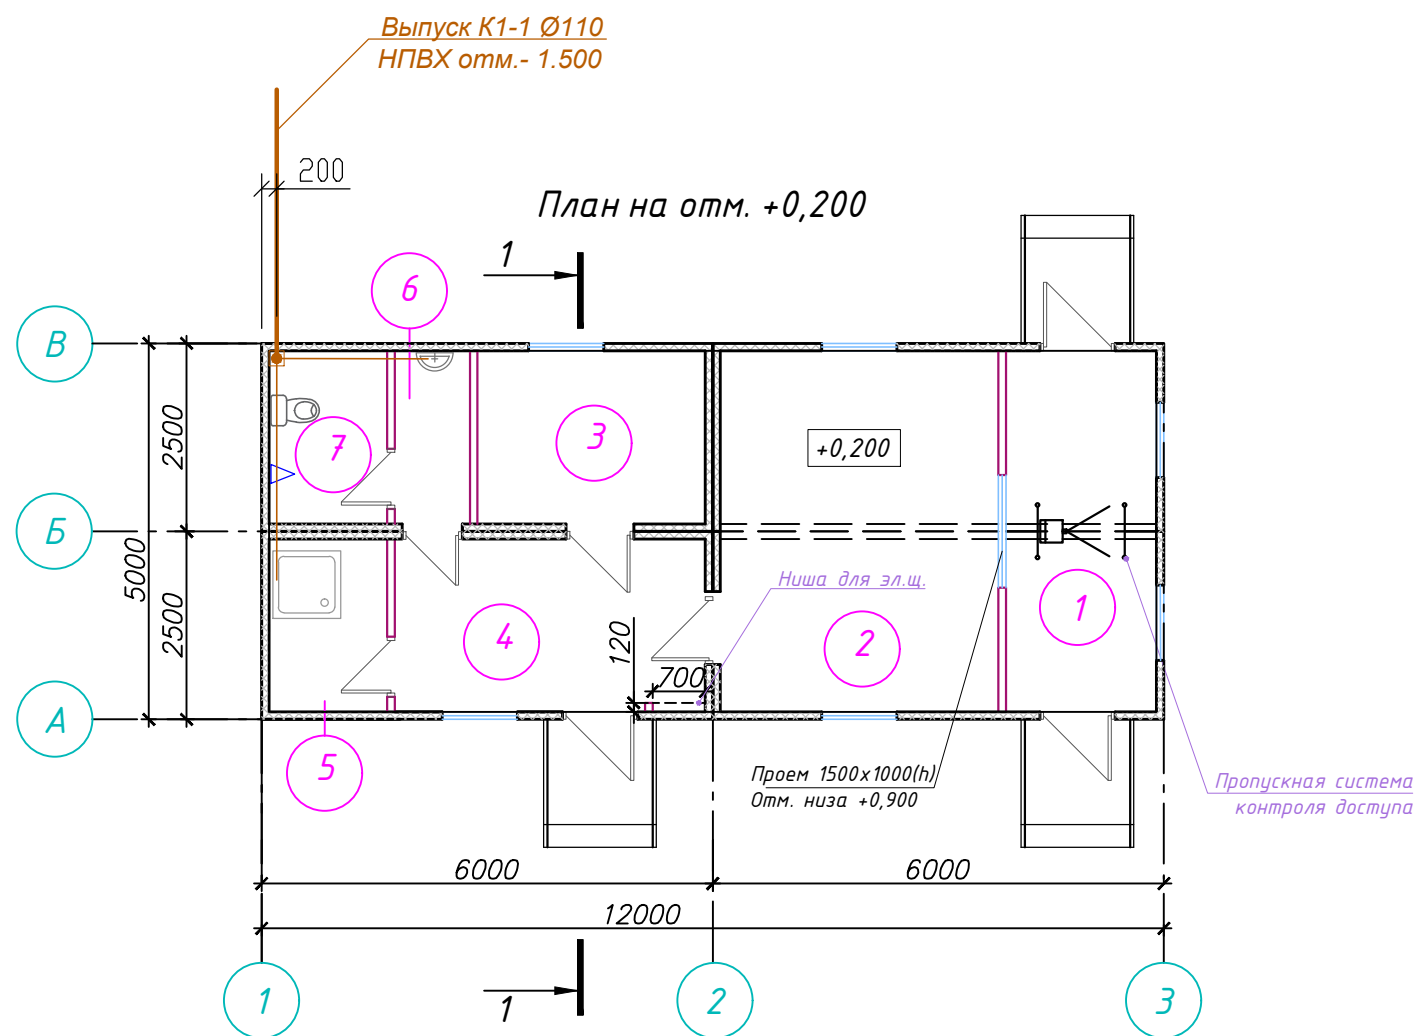 Выпуск К1-1 Ø110
НПВХ отм.- 1.500
200
План на отм. +0,200
1
6
В
3
7
+0,200
2500
Б
5000
Ниша для эл.щ.
1
4
2
120
2500
700
А
5
Проем 1500х1000(h)
Отм. низа +0,900
Пропускная система
контроля доступа
6000
6000
12000
1
1
2
3